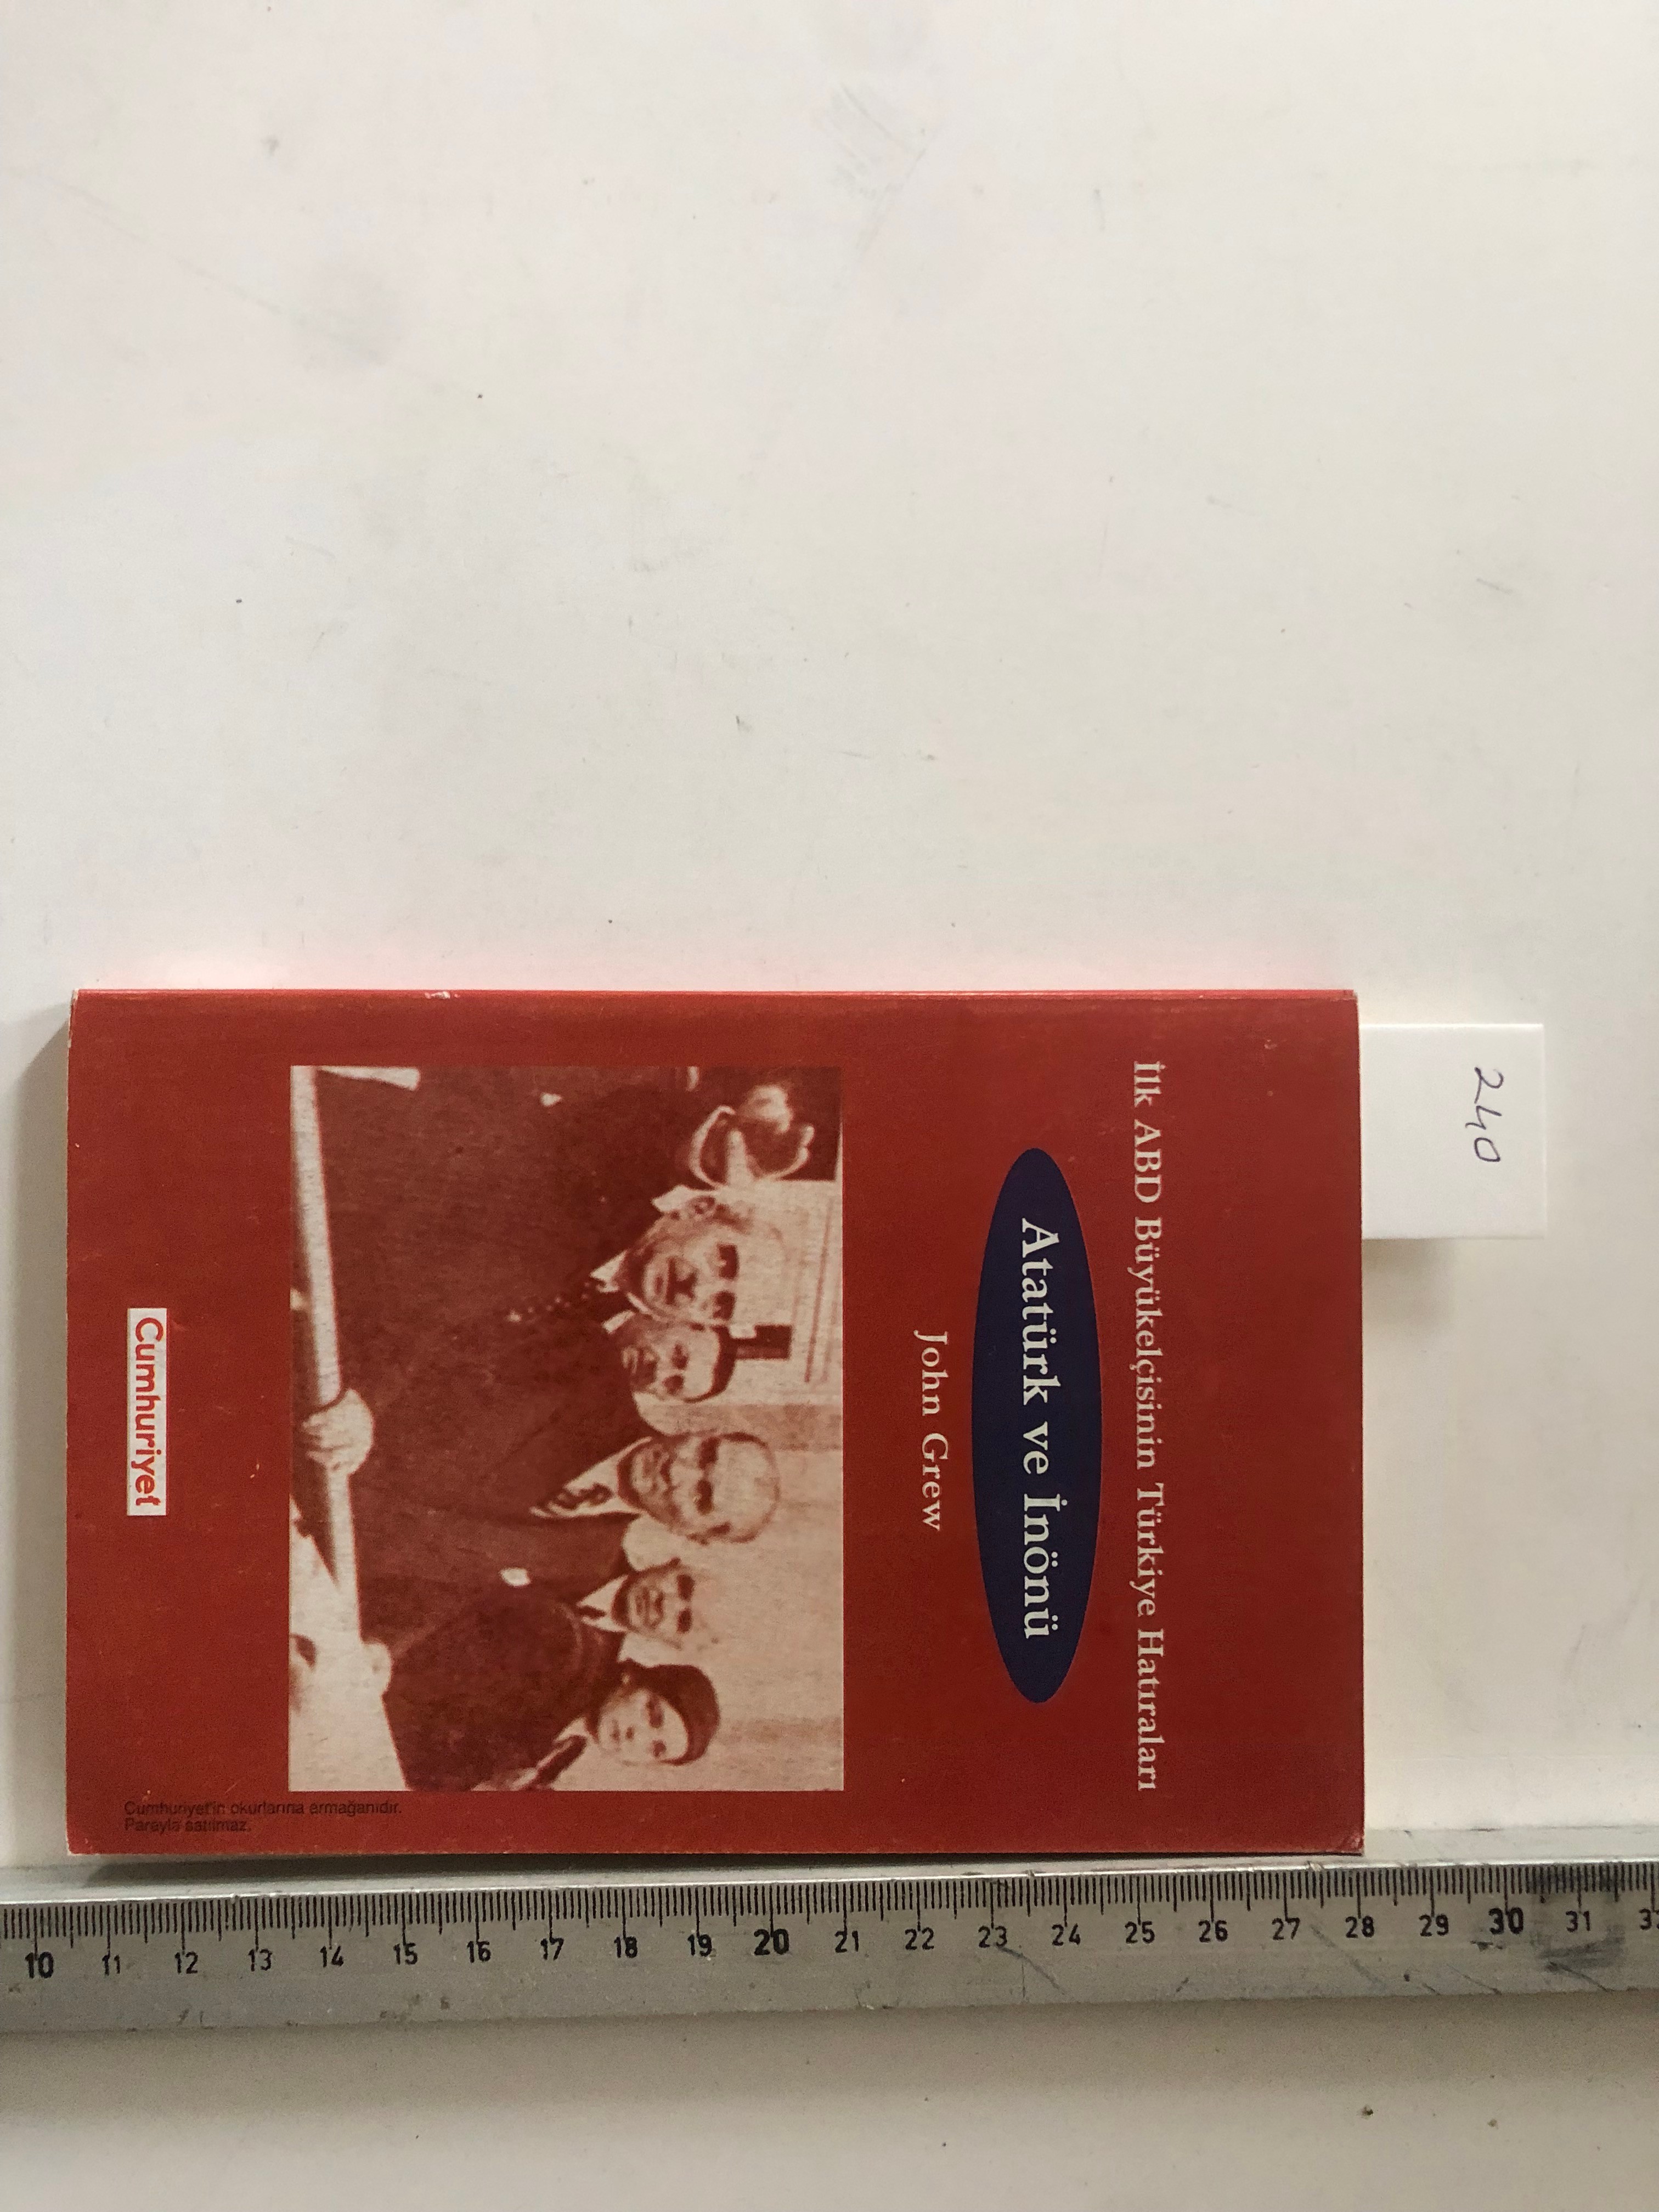 240
İlk ABD Büyükelçisinin Türkiye Hatıraları
Atatürk ve İnönü
John Grew
Cumhuriyet
Cumhuriyet'in okurlarına armağanıdır.
Parayla satılmaz.
10 11 12 13 14 15 16 17 18 19 20 21 22 23 24 25 26 27 28 29 30 31